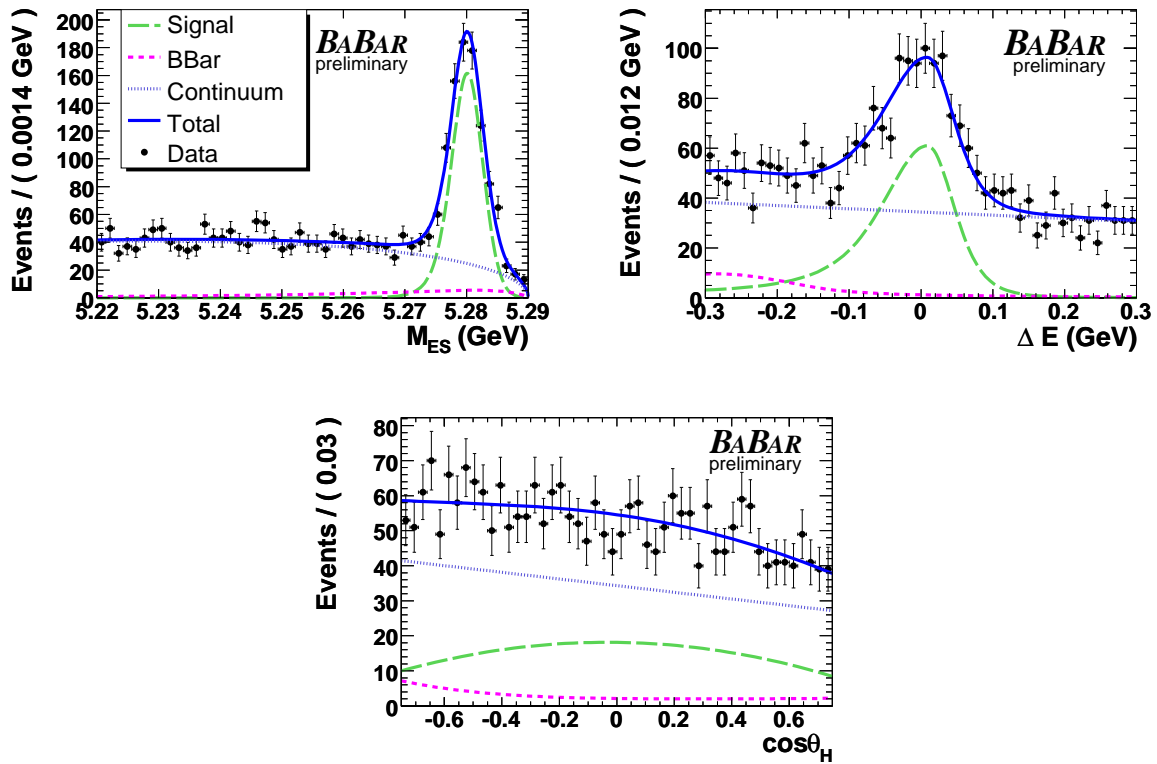 Events / ( 0.0014 GeV )
200
180
160
140
120
100
80
60
40
20
0
5.22
5.23
5.24
5.25
5.26
5.27
5.28
5.29
M_ES (GeV)
Signal
BBar
Continuum
Total
Data
BABAR
preliminary
Events / ( 0.012 GeV )
100
80
60
40
20
0
-0.3
-0.2
-0.1
0
0.1
0.2
0.3
Δ E (GeV)
BABAR
preliminary
Events / ( 0.03 )
80
70
60
50
40
30
20
10
0
-0.6
-0.4
-0.2
0
0.2
0.4
0.6
cosθ_H
BABAR
preliminary